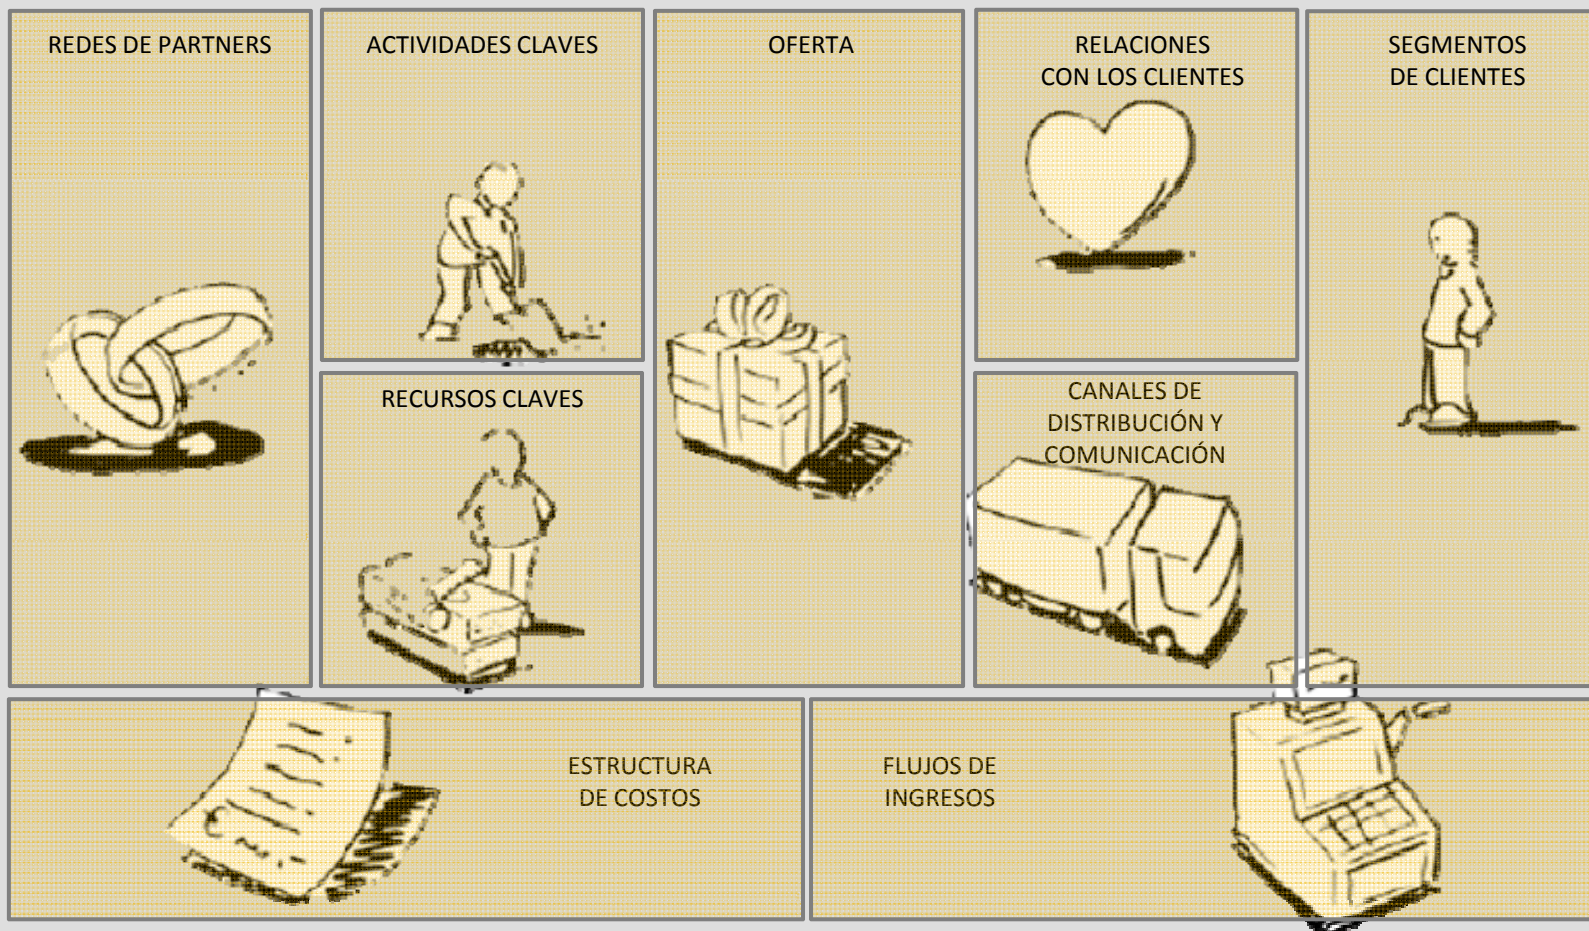 REDES DE PARTNERS
ACTIVIDADES CLAVES
RECURSOS CLAVES
OFERTA
RELACIONES
CON LOS CLIENTES
CANALES DE
DISTRIBUCIÓN Y
COMUNICACIÓN
SEGMENTOS
DE CLIENTES
ESTRUCTURA
DE COSTOS
FLUJOS DE
INGRESOS